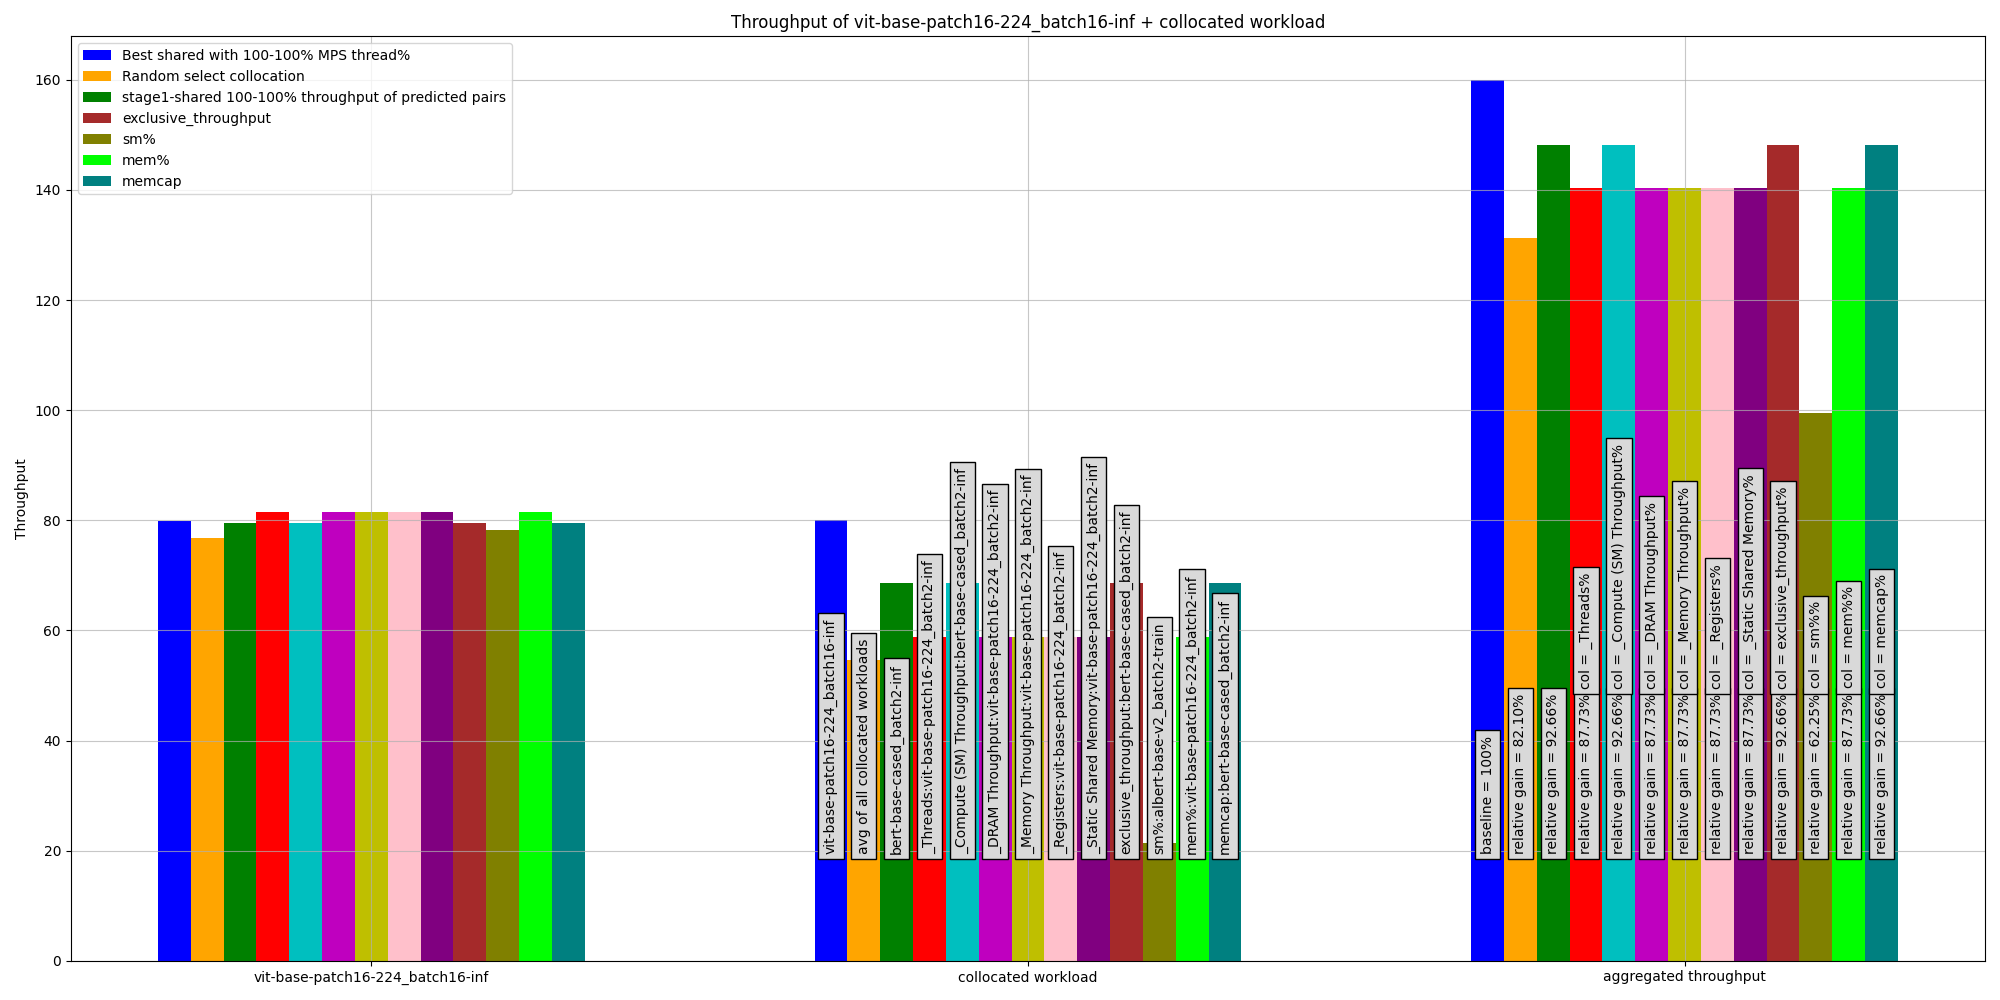 Throughput of vit-base-patch16-224_batch16-inf + collocated workload
Best shared with 100-100% MPS thread%
Random select collocation
stage1-shared 100-100% throughput of predicted pairs
exclusive_throughput
sm%
mem%
memcap
Throughput
160
140
120
100
80
60
40
20
0
vit-base-patch16-224_batch16-inf
avg of all collocated workloads
bert-base-cased_batch2-inf
_Threads:vit-base-patch16-224_batch2-inf
_Compute (SM) Throughput:bert-base-cased_batch2-inf
_DRAM Throughput:vit-base-patch16-224_batch2-inf
_Memory Throughput:vit-base-patch16-224_batch2-inf
_Registers:vit-base-patch16-224_batch2-inf
_Static Shared Memory:vit-base-patch16-224_batch2-inf
exclusive_throughput:bert-base-cased_batch2-inf
sm%:albert-base-v2_batch2-train
mem%:vit-base-patch16-224_batch2-inf
memcap:bert-base-cased_batch2-inf
baseline = 100%
relative gain = 82.10%
relative gain = 92.66%
relative gain = 87.73%
col = _Threads%
relative gain = 92.66%
col = _Compute (SM) Throughput%
relative gain = 87.73%
col = _DRAM Throughput%
relative gain = 87.73%
col = _Memory Throughput%
relative gain = 87.73%
col = _Registers%
relative gain = 87.73%
col = _Static Shared Memory%
relative gain = 92.66%
col = exclusive_throughput%
relative gain = 62.25%
col = sm%%
relative gain = 87.73%
col = mem%%
relative gain = 92.66%
col = memcap%
vit-base-patch16-224_batch16-inf
collocated workload
aggregated throughput